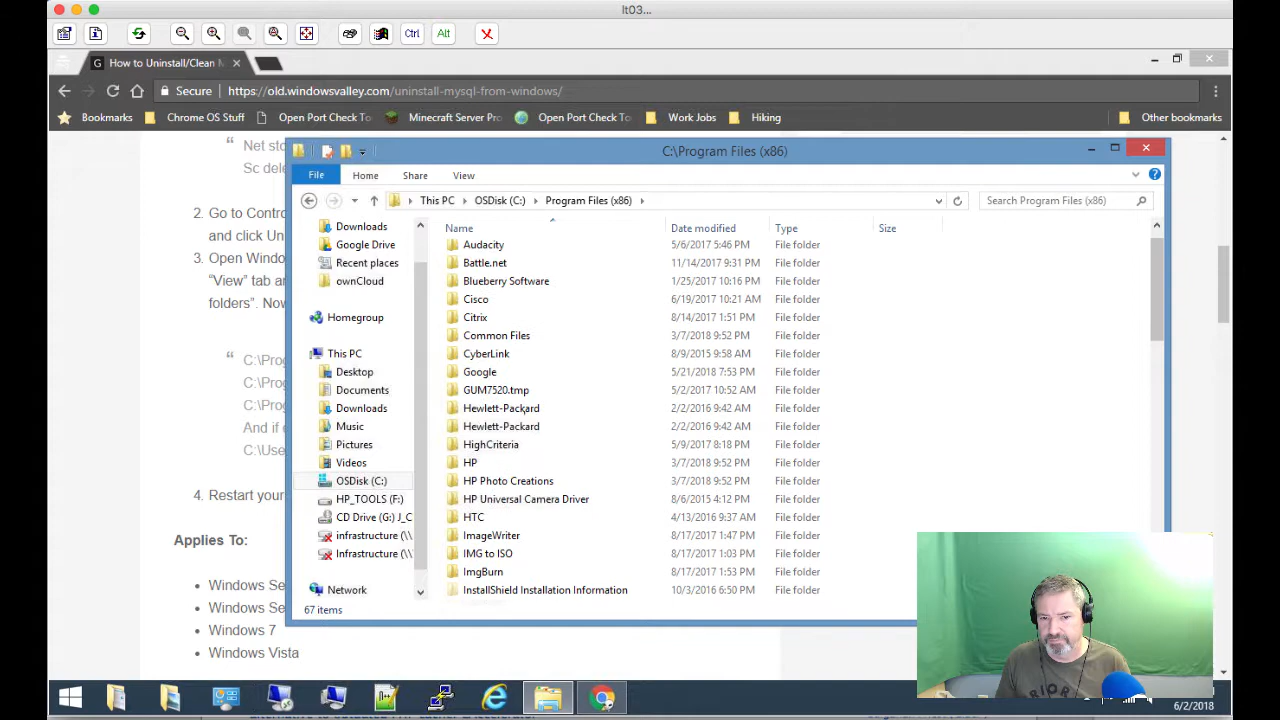 lt03...
Ctrl
Alt
G How to Uninstall/Clean M
Secure https://old.windowsvalley.com/uninstall-mysql-from-windows/
Bookmarks Chrome OS Stuff Open Port Check To Minecraft Server Pro Open Port Check To Work Jobs Hiking Other bookmarks
“ Net sto
Sc dele
2. Go to Contro
and click Un
3. Open Windo
“View” tab an
folders”. Now
“ C:\Prog
C:\Prog
C:\Prog
And if e
C:\Use
4. Restart your
Applies To:
• Windows Se
• Windows Se
• Windows 7
• Windows Vista
C:\Program Files (x86)
File Home Share View
This PC OSDisk (C:) Program Files (x86)
Search Program Files (x86)
Downloads
Google Drive
Recent places
ownCloud
Homegroup
This PC
Desktop
Documents
Downloads
Music
Pictures
Videos
OSDisk (C:)
HP_TOOLS (F:)
CD Drive (G:) J_C
infrastructure (\\
Infrastructure (\\
Network
Name Date modified Type Size
Audacity 5/6/2017 5:46 PM File folder
Battle.net 11/14/2017 9:31 PM File folder
Blueberry Software 1/25/2017 10:16 PM File folder
Cisco 6/19/2017 10:21 AM File folder
Citrix 8/14/2017 1:51 PM File folder
Common Files 3/7/2018 9:52 PM File folder
CyberLink 8/9/2015 9:58 AM File folder
Google 5/21/2018 7:53 PM File folder
GUM7520.tmp 5/2/2017 10:52 AM File folder
Hewlett-Packard 2/2/2016 9:42 AM File folder
Hewlett-Packard 2/2/2016 9:42 AM File folder
HighCriteria 5/9/2017 8:18 PM File folder
HP 3/7/2018 9:52 PM File folder
HP Photo Creations 3/7/2018 9:52 PM File folder
HP Universal Camera Driver 8/6/2015 4:12 PM File folder
HTC 4/13/2016 9:37 AM File folder
ImageWriter 8/17/2017 1:47 PM File folder
IMG to ISO 8/17/2017 1:03 PM File folder
ImgBurn 8/17/2017 1:53 PM File folder
InstallShield Installation Information 10/3/2016 6:50 PM File folder
67 items
6/2/2018